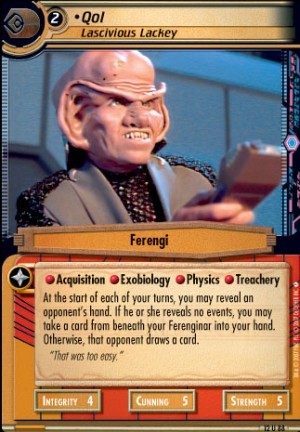 2
•Qol
Lascivious Lackey
Ferengi
Acquisition Exobiology Physics Treachery
At the start of each of your turns, you may reveal an
opponent's hand. If he or she reveals no events, you may
take a card from beneath your Ferenginar into your hand.
Otherwise, that opponent draws a card.
"That was too easy."
Integrity 4 Cunning 5 Strength 5